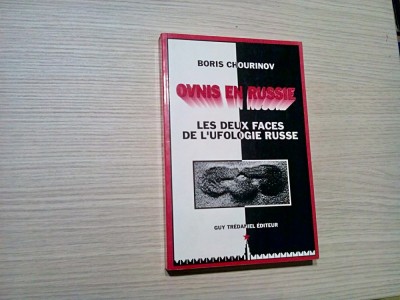 BORIS CHOURINOV
OVNIS EN RUSSIE
LES DEUX FACES
DE L'UFOLOGIE RUSSE
GUY TRÉDANIEL ÉDITEUR